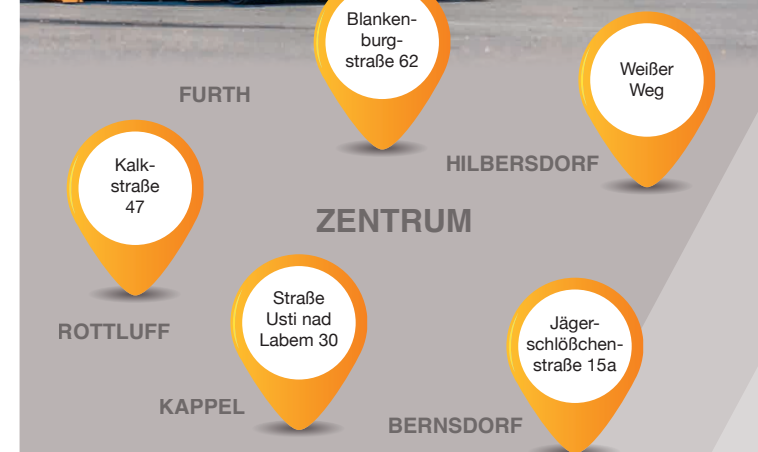 Blanken-
burg-
straße 62
Weißer
Weg
FURTH
HILBERSDORF
Kalk-
straße
47
ZENTRUM
Straße
Usti nad
Labem 30
ROTTLUFF
Jäger-
schlößchen-
straße 15a
KAPPEL
BERNSDORF